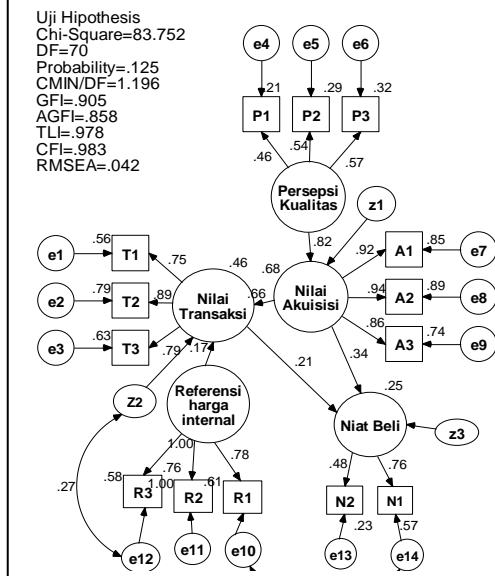 Uji Hipothesis
Chi-Square=83.752
DF=70
Probability=.125
CMIN/DF=1.196
GFI=.905
AGFI=.858
TLI=.978
CFI=.983
RMSEA=.042
e4 e5 e6
.21 .29 .32
P1 P2 P3
.46 .54 .57
Persepsi
Kualitas
z1
.82
.56 .46 .68 .92 .85
e1 T1 .75 A1 e7
Nilai
Transaksi
.66
Nilai
Akuisisi
.79 .89 .94 .89
e2 T2 A2 e8
.63 .79 .17 .86 .74
e3 T3 A3 e9
.21 .34
Z2
Referensi
harga
internal
.25
Niat Beli
z3
1.00 .78
.58 .76 .48 .76
.27 1.00 .61
R3 R2 R1 N2 N1
.23 .57
e12 e11 e10 e13 e14